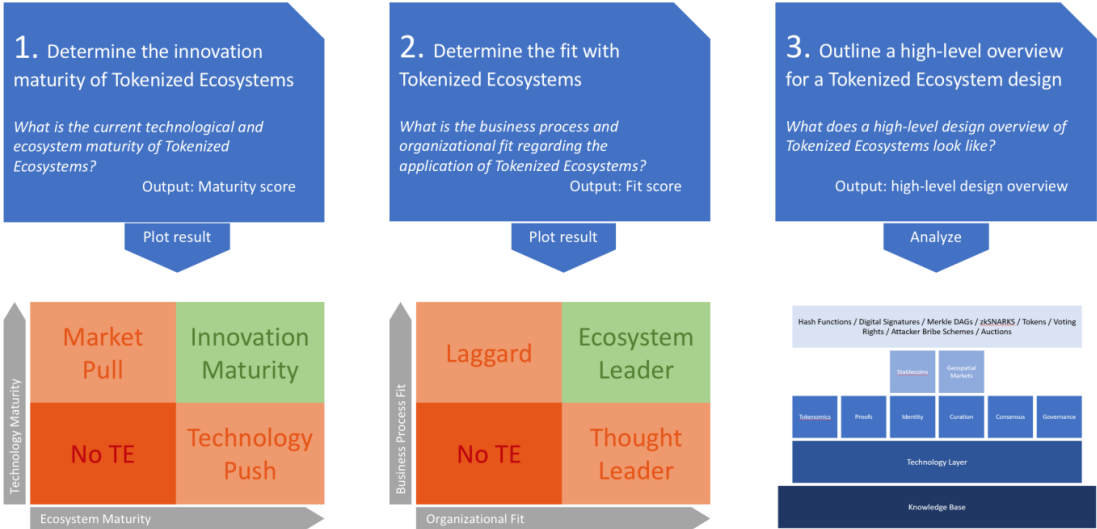 1. Determine the innovation
maturity of Tokenized Ecosystems
What is the current technological and
ecosystem maturity of Tokenized
Ecosystems?
Output: Maturity score
Plot result
2. Determine the fit with
Tokenized Ecosystems
What is the business process and
organizational fit regarding the
application of Tokenized Ecosystems?
Output: Fit score
Plot result
3. Outline a high-level overview
for a Tokenized Ecosystem design
What does a high-level design overview of
Tokenized Ecosystems look like?
Output: high-level design overview
Analyze
Technology Maturity
Market
Pull
Innovation
Maturity
No TE
Technology
Push
Ecosystem Maturity
Business Process Fit
Laggard
Ecosystem
Leader
No TE
Thought
Leader
Organizational Fit
Hash Functions / Digital Signatures / Merkle DAGs / zkSNARKS / Tokens / Voting
Rights / Attacker Bribe Schemes / Auctions
Stablecoins
Geospatial
Markets
Tokenomics
Proofs
Identity
Curation
Consensus
Governance
Technology Layer
Knowledge Base